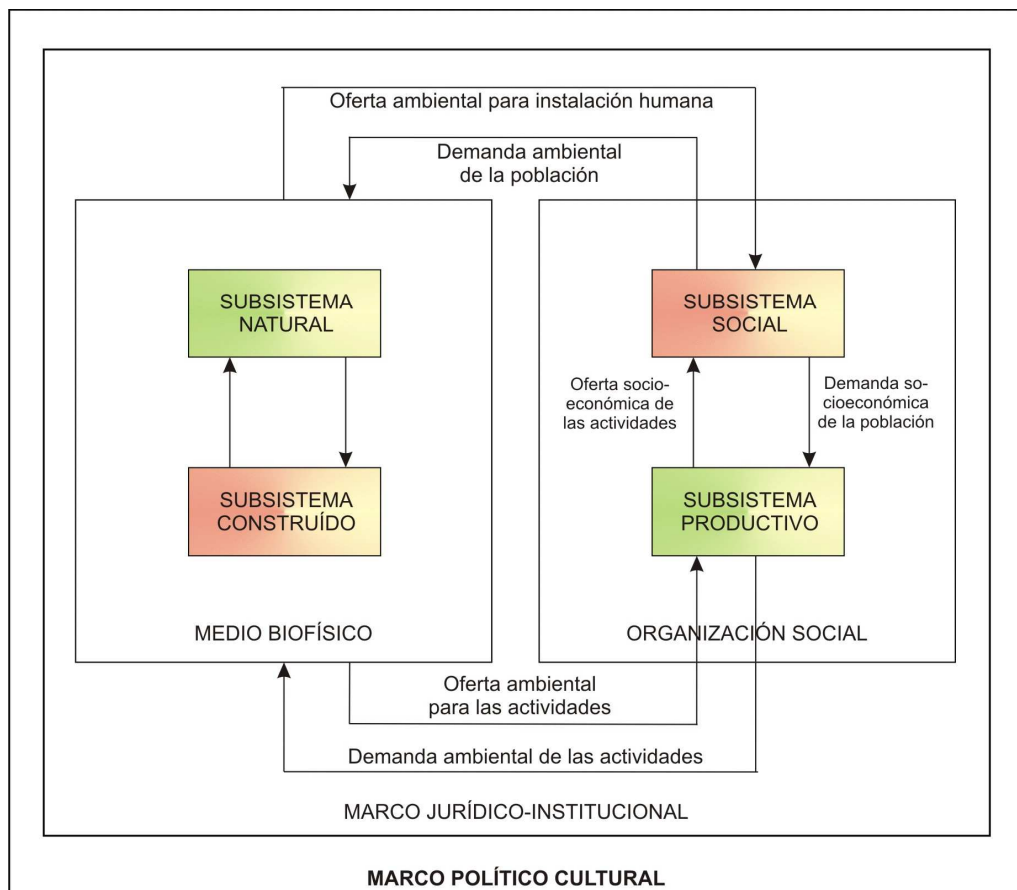 Oferta ambiental para instalación humana
Demanda ambiental
de la población
SUBSISTEMA
NATURAL
SUBSISTEMA
SOCIAL
Oferta socio-
económica de
las actividades
Demanda so-
cioeconómica
de la población
SUBSISTEMA
CONSTRUÍDO
SUBSISTEMA
PRODUCTIVO
MEDIO BIOFÍSICO
ORGANIZACIÓN SOCIAL
Oferta ambiental
para las actividades
Demanda ambiental de las actividades
MARCO JURÍDICO-INSTITUCIONAL
MARCO POLÍTICO CULTURAL